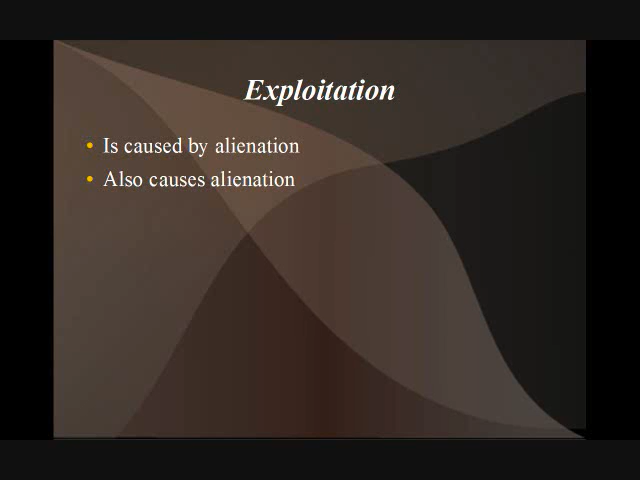 Exploitation
• Is caused by alienation
• Also causes alienation